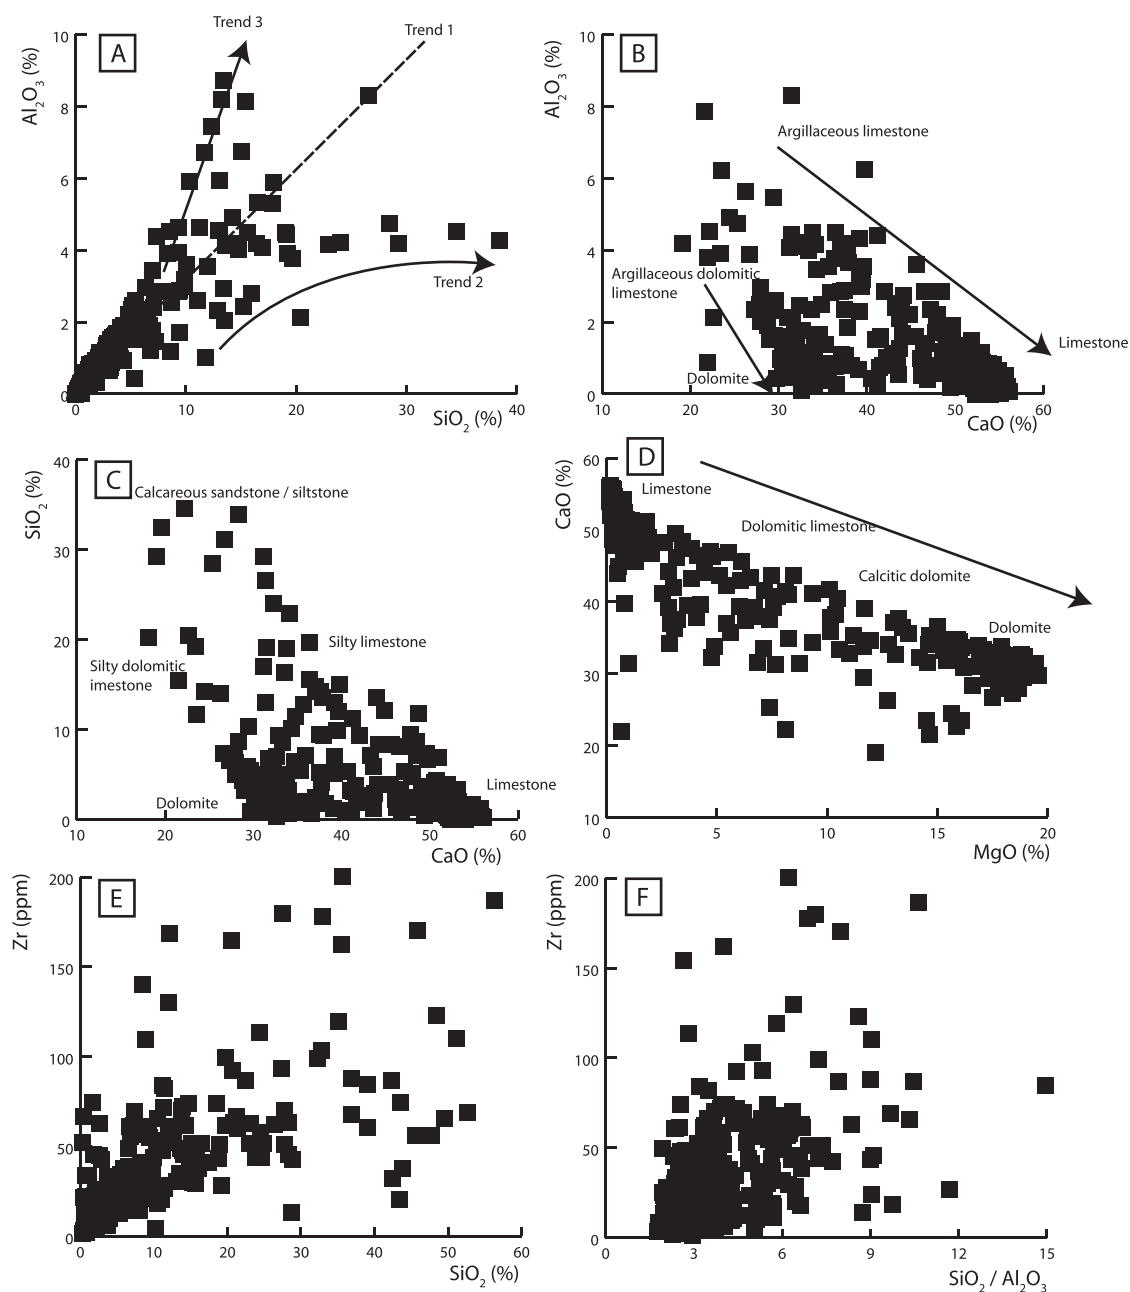 Trend 3
Trend 1
A
Al2O3 (%)
10
8
6
4
2
0
Trend 2
0
10
20
30
40
SiO2 (%)
B
Al2O3 (%)
10
8
6
4
2
0
Argillaceous limestone
Argillaceous dolomitic
limestone
Dolomite
Limestone
10
20
30
40
50
60
CaO (%)
C
SiO2 (%)
40
30
20
10
0
Calcareous sandstone / siltstone
Silty limestone
Silty dolomitic
imestone
Dolomite
Limestone
10
20
30
40
50
60
CaO (%)
D
CaO (%)
60
50
40
30
20
10
Limestone
Dolomitic limestone
Calcitic dolomite
Dolomite
0
5
10
15
20
MgO (%)
E
Zr (ppm)
200
150
100
50
0
0
10
20
30
40
50
60
SiO2 (%)
F
Zr (ppm)
200
150
100
50
0
0
3
6
9
12
15
SiO2 / Al2O3